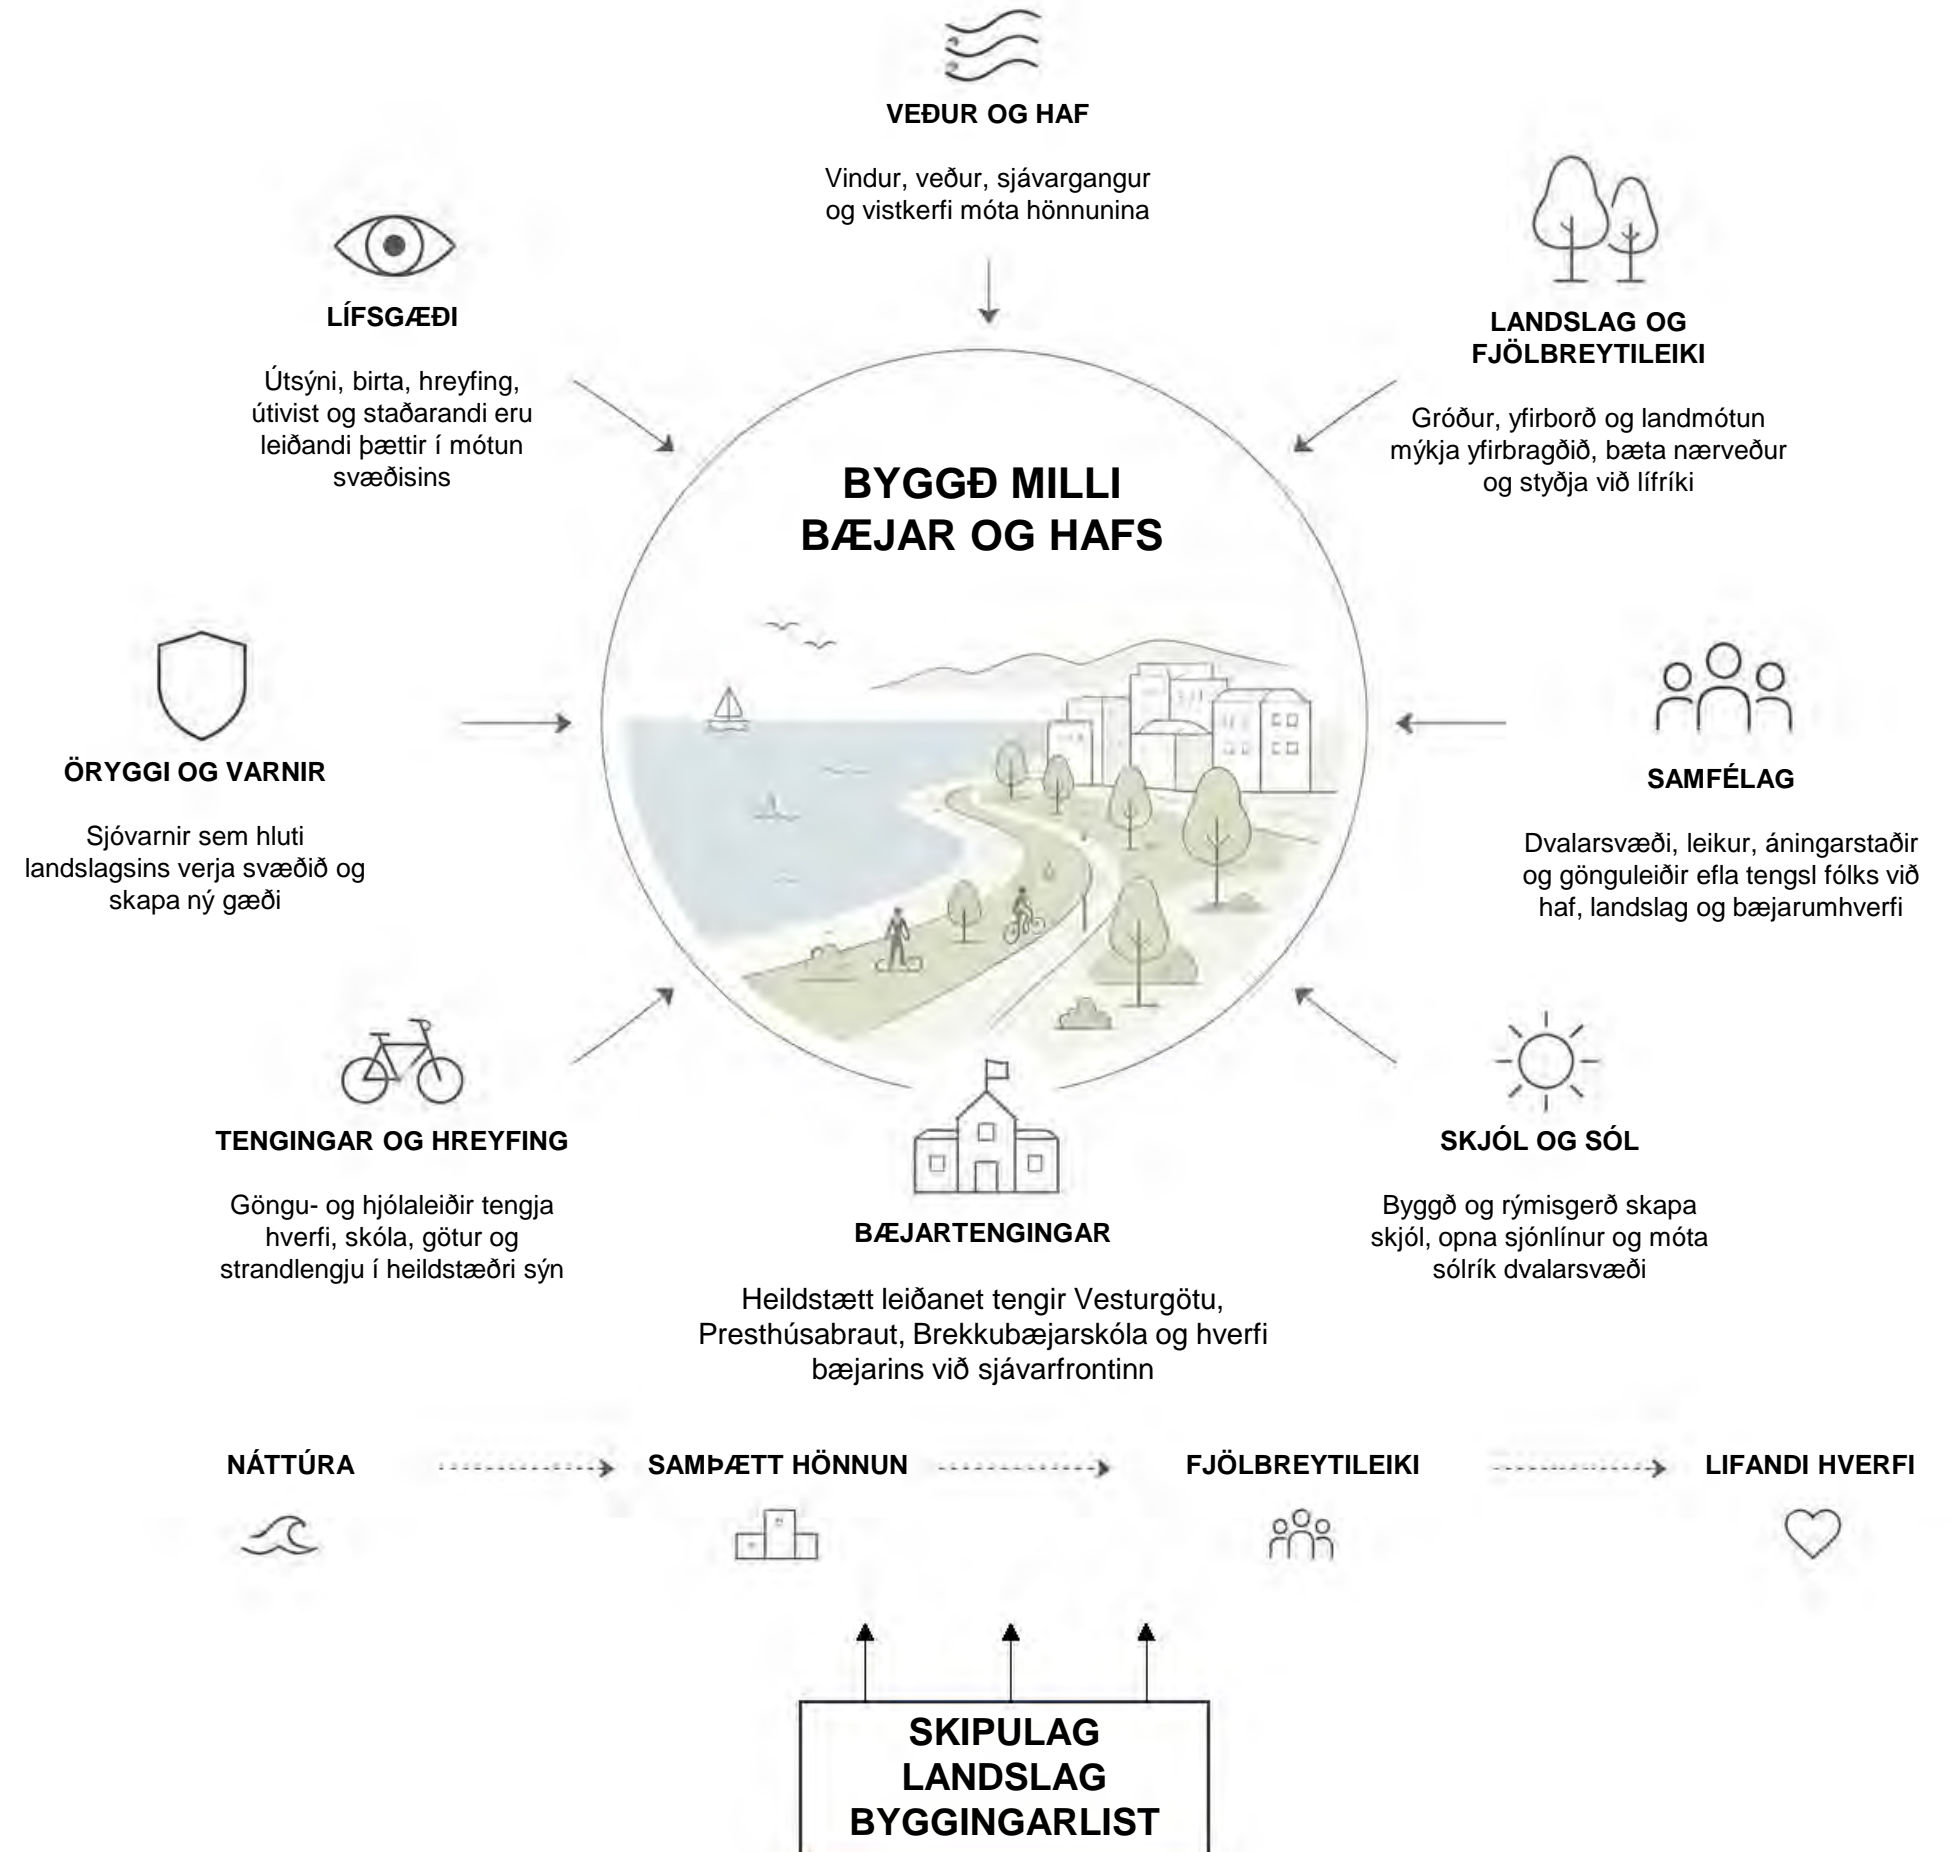 VEÐUR OG HAF
Vindur, veður, sjávargangur
og vistkerfi móta hönnunina
LÍFSGÆÐI
Útsýni, birta, hreyfing,
útivist og staðarandi eru
leiðandi þættir í mótun
svæðisins
LANDSLAG OG
FJÖLBREYTILEIKI
Gróður, yfirborð og landmótun
mýkja yfirbragðið, bæta nærveður
og styðja við lífríki
BYGGÐ MILLI
BÆJAR OG HAFS
ÖRYGGI OG VARNIR
Sjóvarnir sem hluti
landslagsins verja svæðið og
skapa ný gæði
SAMFÉLAG
Dvalarsvæði, leikur, áningarstaðir
og gönguleiðir efla tengsl fólks við
haf, landslag og bæjarumhverfi
TENGINGAR OG HREYFING
Göngu- og hjólaleiðir tengja
hverfi, skóla, götur og
strandlengju í heildstæðri sýn
BÆJARTENGINGAR
Heildstætt leiðanet tengir Vesturgötu,
Presthúsabraut, Brekkubæjarskóla og hverfi
bæjarins við sjávarfrontinn
SKJÓL OG SÓL
Byggð og rýmisgerð skapa
skjól, opna sjónlínur og móta
sólrík dvalarsvæði
NÁTTÚRA
SAMÞÆTT HÖNNUN
FJÖLBREYTILEIKI
LIFANDI HVERFI
SKIPULAG
LANDSLAG
BYGGINGARLIST